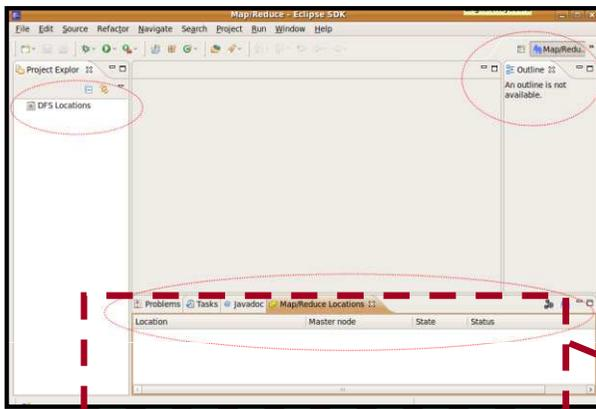 Map/Reduce - Eclipse SDK
File Edit Source Refactor Navigate Search Project Run Window Help
Map/Redu..
Project Explor
Outline
An outline is not
available.
DFS Locations
Problems Tasks Javadoc Map/Reduce Locations
Location Master node State Status